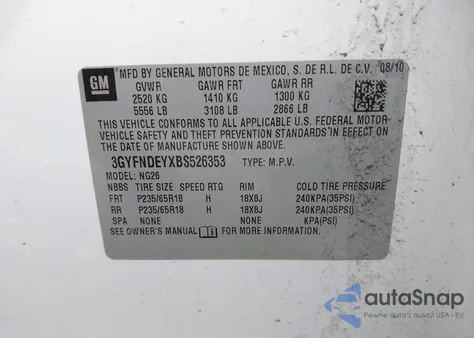 GM MFD BY GENERAL MOTORS DE MEXICO, S. DE R.L. DE C.V. 08/10
GVWR GAWR FRT GAWR RR
2520 KG 1410 KG 1300 KG
5556 LB 3108 LB 2866 LB
THIS VEHICLE CONFORMS TO ALL APPLICABLE U.S. FEDERAL MOTOR
VEHICLE SAFETY AND THEFT PREVENTION STANDARDS IN EFFECT ON
THE DATE OF MANUFACTURE SHOWN ABOVE.
3GYFNDEYXBS526353 TYPE: M.P.V.
MODEL: NG26
NBBS TIRE SIZE SPEED RTG RIM COLD TIRE PRESSURE
FRT P235/65R18 H 18X8J 240KPA(35PSI)
RR P235/65R18 H 18X8J 240KPA(35PSI)
SPA NONE NONE KPA(PSI)
SEE OWNER'S MANUAL FOR MORE INFORMATION.
autoSnap
Pewne auto z USA i EU